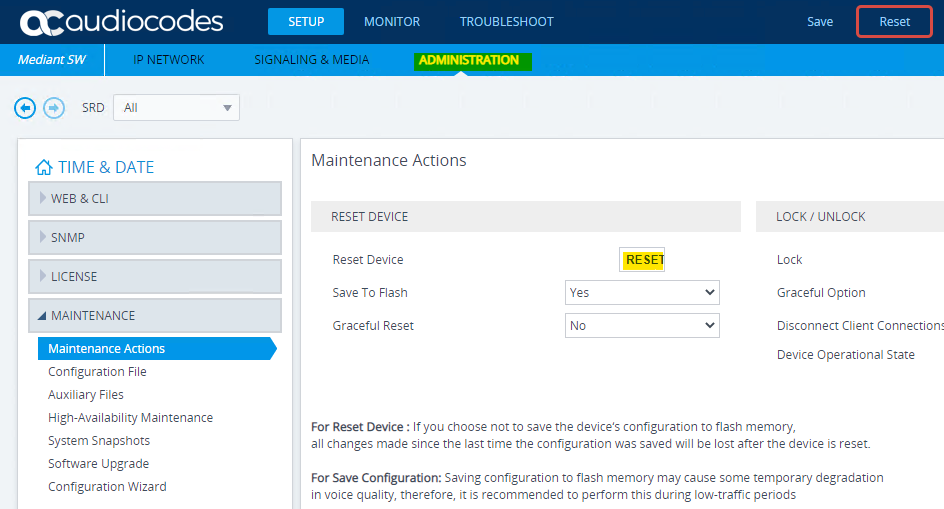 audiocodes SETUP MONITOR TROUBLESHOOT Save Reset
Mediant SW IP NETWORK SIGNALING & MEDIA ADMINISTRATION
SRD All
TIME & DATE
WEB & CLI
SNMP
LICENSE
MAINTENANCE
Maintenance Actions
Configuration File
Auxiliary Files
High-Availability Maintenance
System Snapshots
Software Upgrade
Configuration Wizard
Maintenance Actions
RESET DEVICE
Reset Device RESET
Save To Flash Yes
Graceful Reset No
LOCK / UNLOCK
Lock
Graceful Option
Disconnect Client Connections
Device Operational State
For Reset Device : If you choose not to save the device's configuration to flash memory,
all changes made since the last time the configuration was saved will be lost after the device is reset.
For Save Configuration: Saving configuration to flash memory may cause some temporary degradation
in voice quality, therefore, it is recommended to perform this during low-traffic periods